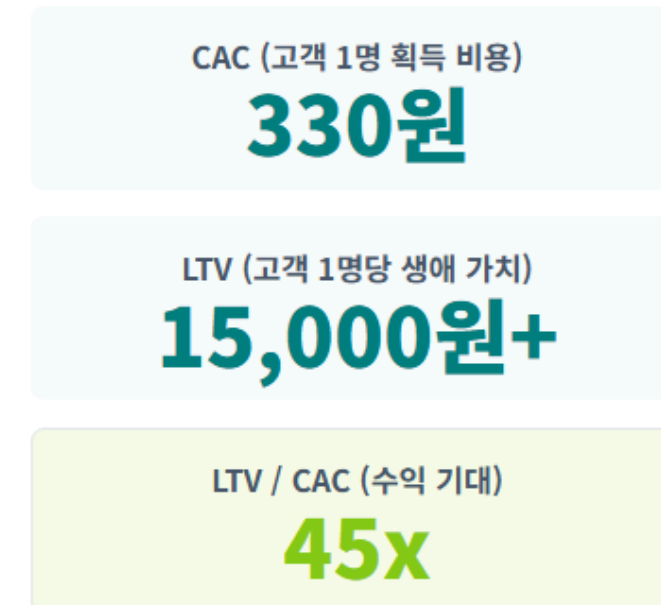 CAC (고객 1명 획득 비용)
330원
LTV (고객 1명당 생애 가치)
15,000원+
LTV / CAC (수익 기대)
45x